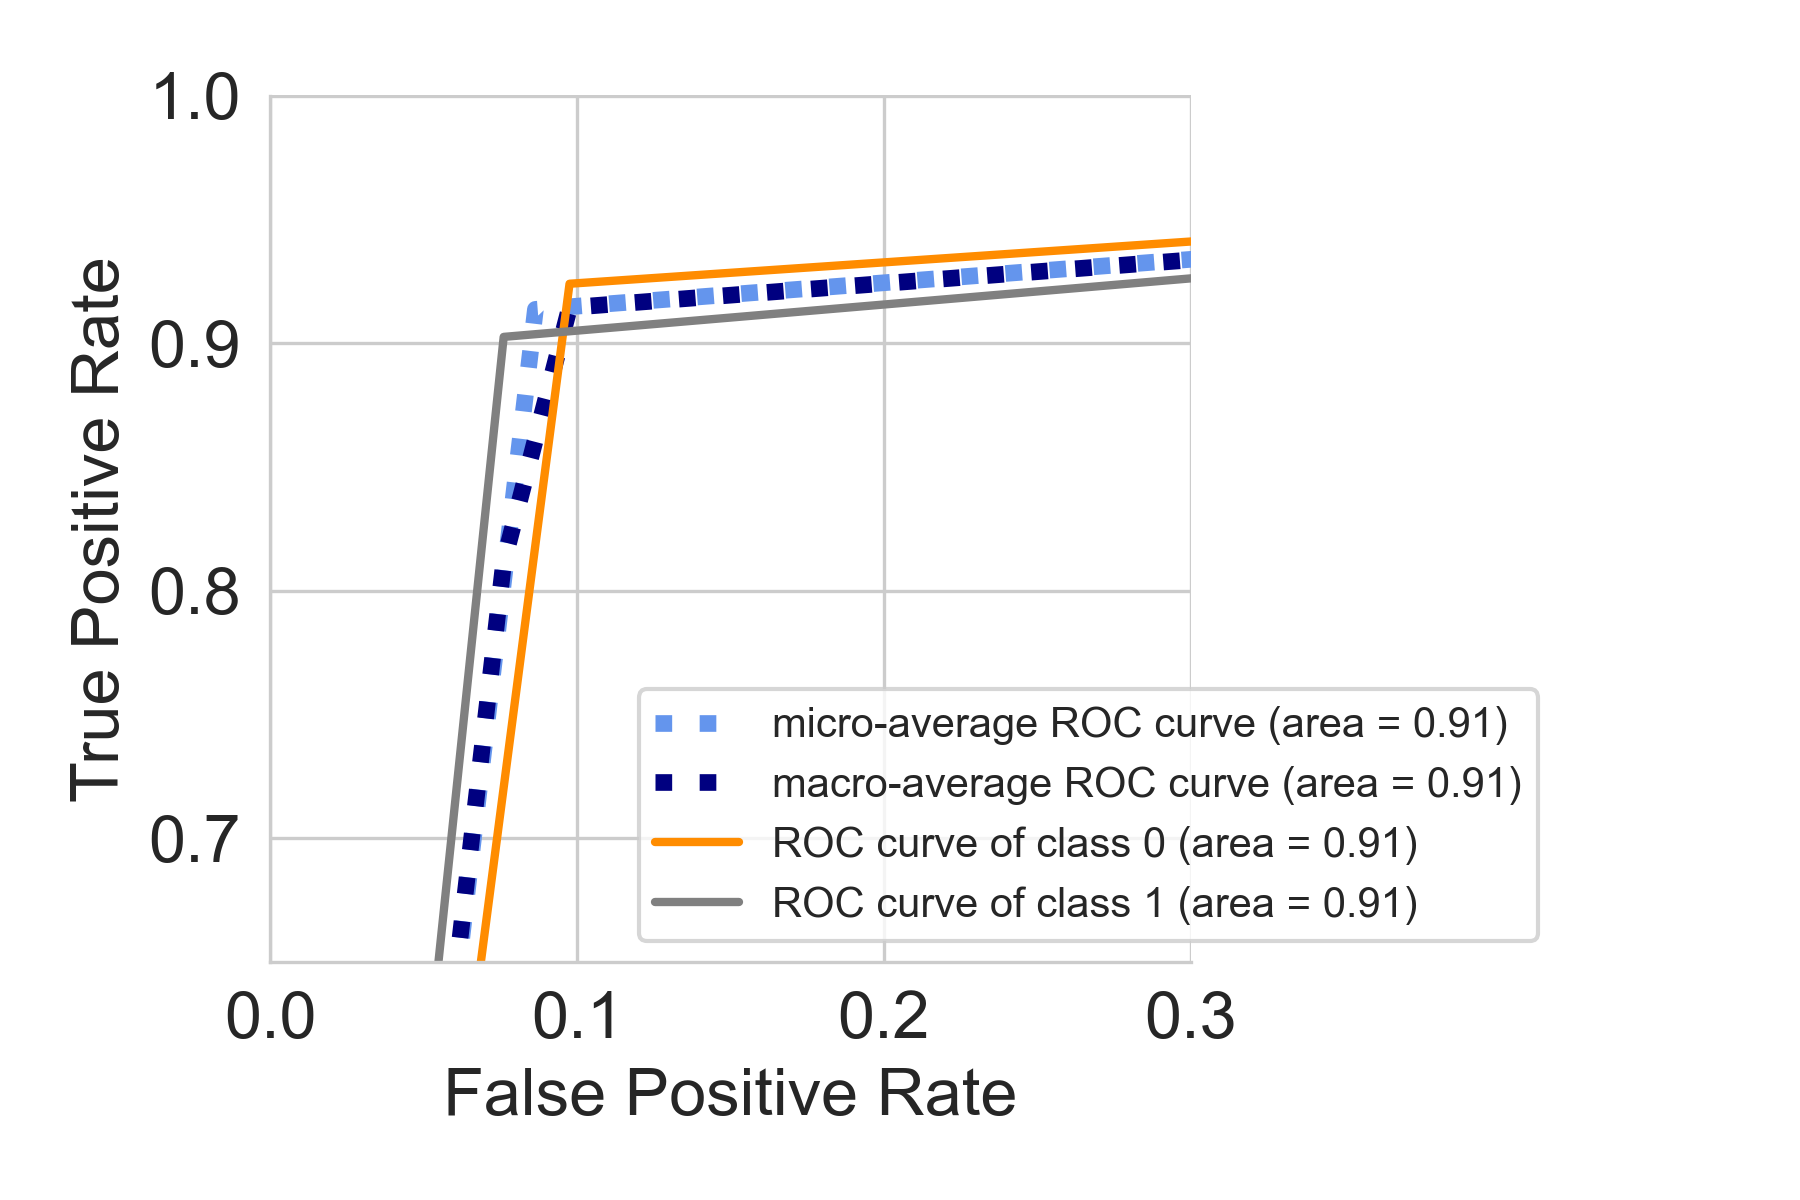 1.0
0.9
0.8
0.7
True Positive Rate
0.0
0.1
0.2
0.3
False Positive Rate
micro-average ROC curve (area = 0.91)
macro-average ROC curve (area = 0.91)
ROC curve of class 0 (area = 0.91)
ROC curve of class 1 (area = 0.91)